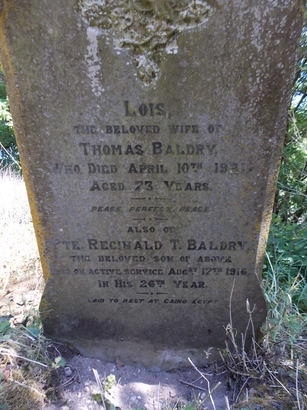 LOIS,
THE BELOVED WIFE OF
THOMAS BALDRY,
WHO DIED APRIL 10TH
AGED 73 YEARS.
PEACE, PERFECT, PEACE.
ALSO OF
PTE. REGINALD T. BALDRY,
THE BELOVED SON OF ABOVE
ON ACTIVE SERVICE AUGST 17TH 1916,
IN HIS 26TH YEAR.
LAID TO REST AT CAIRO EGYPT